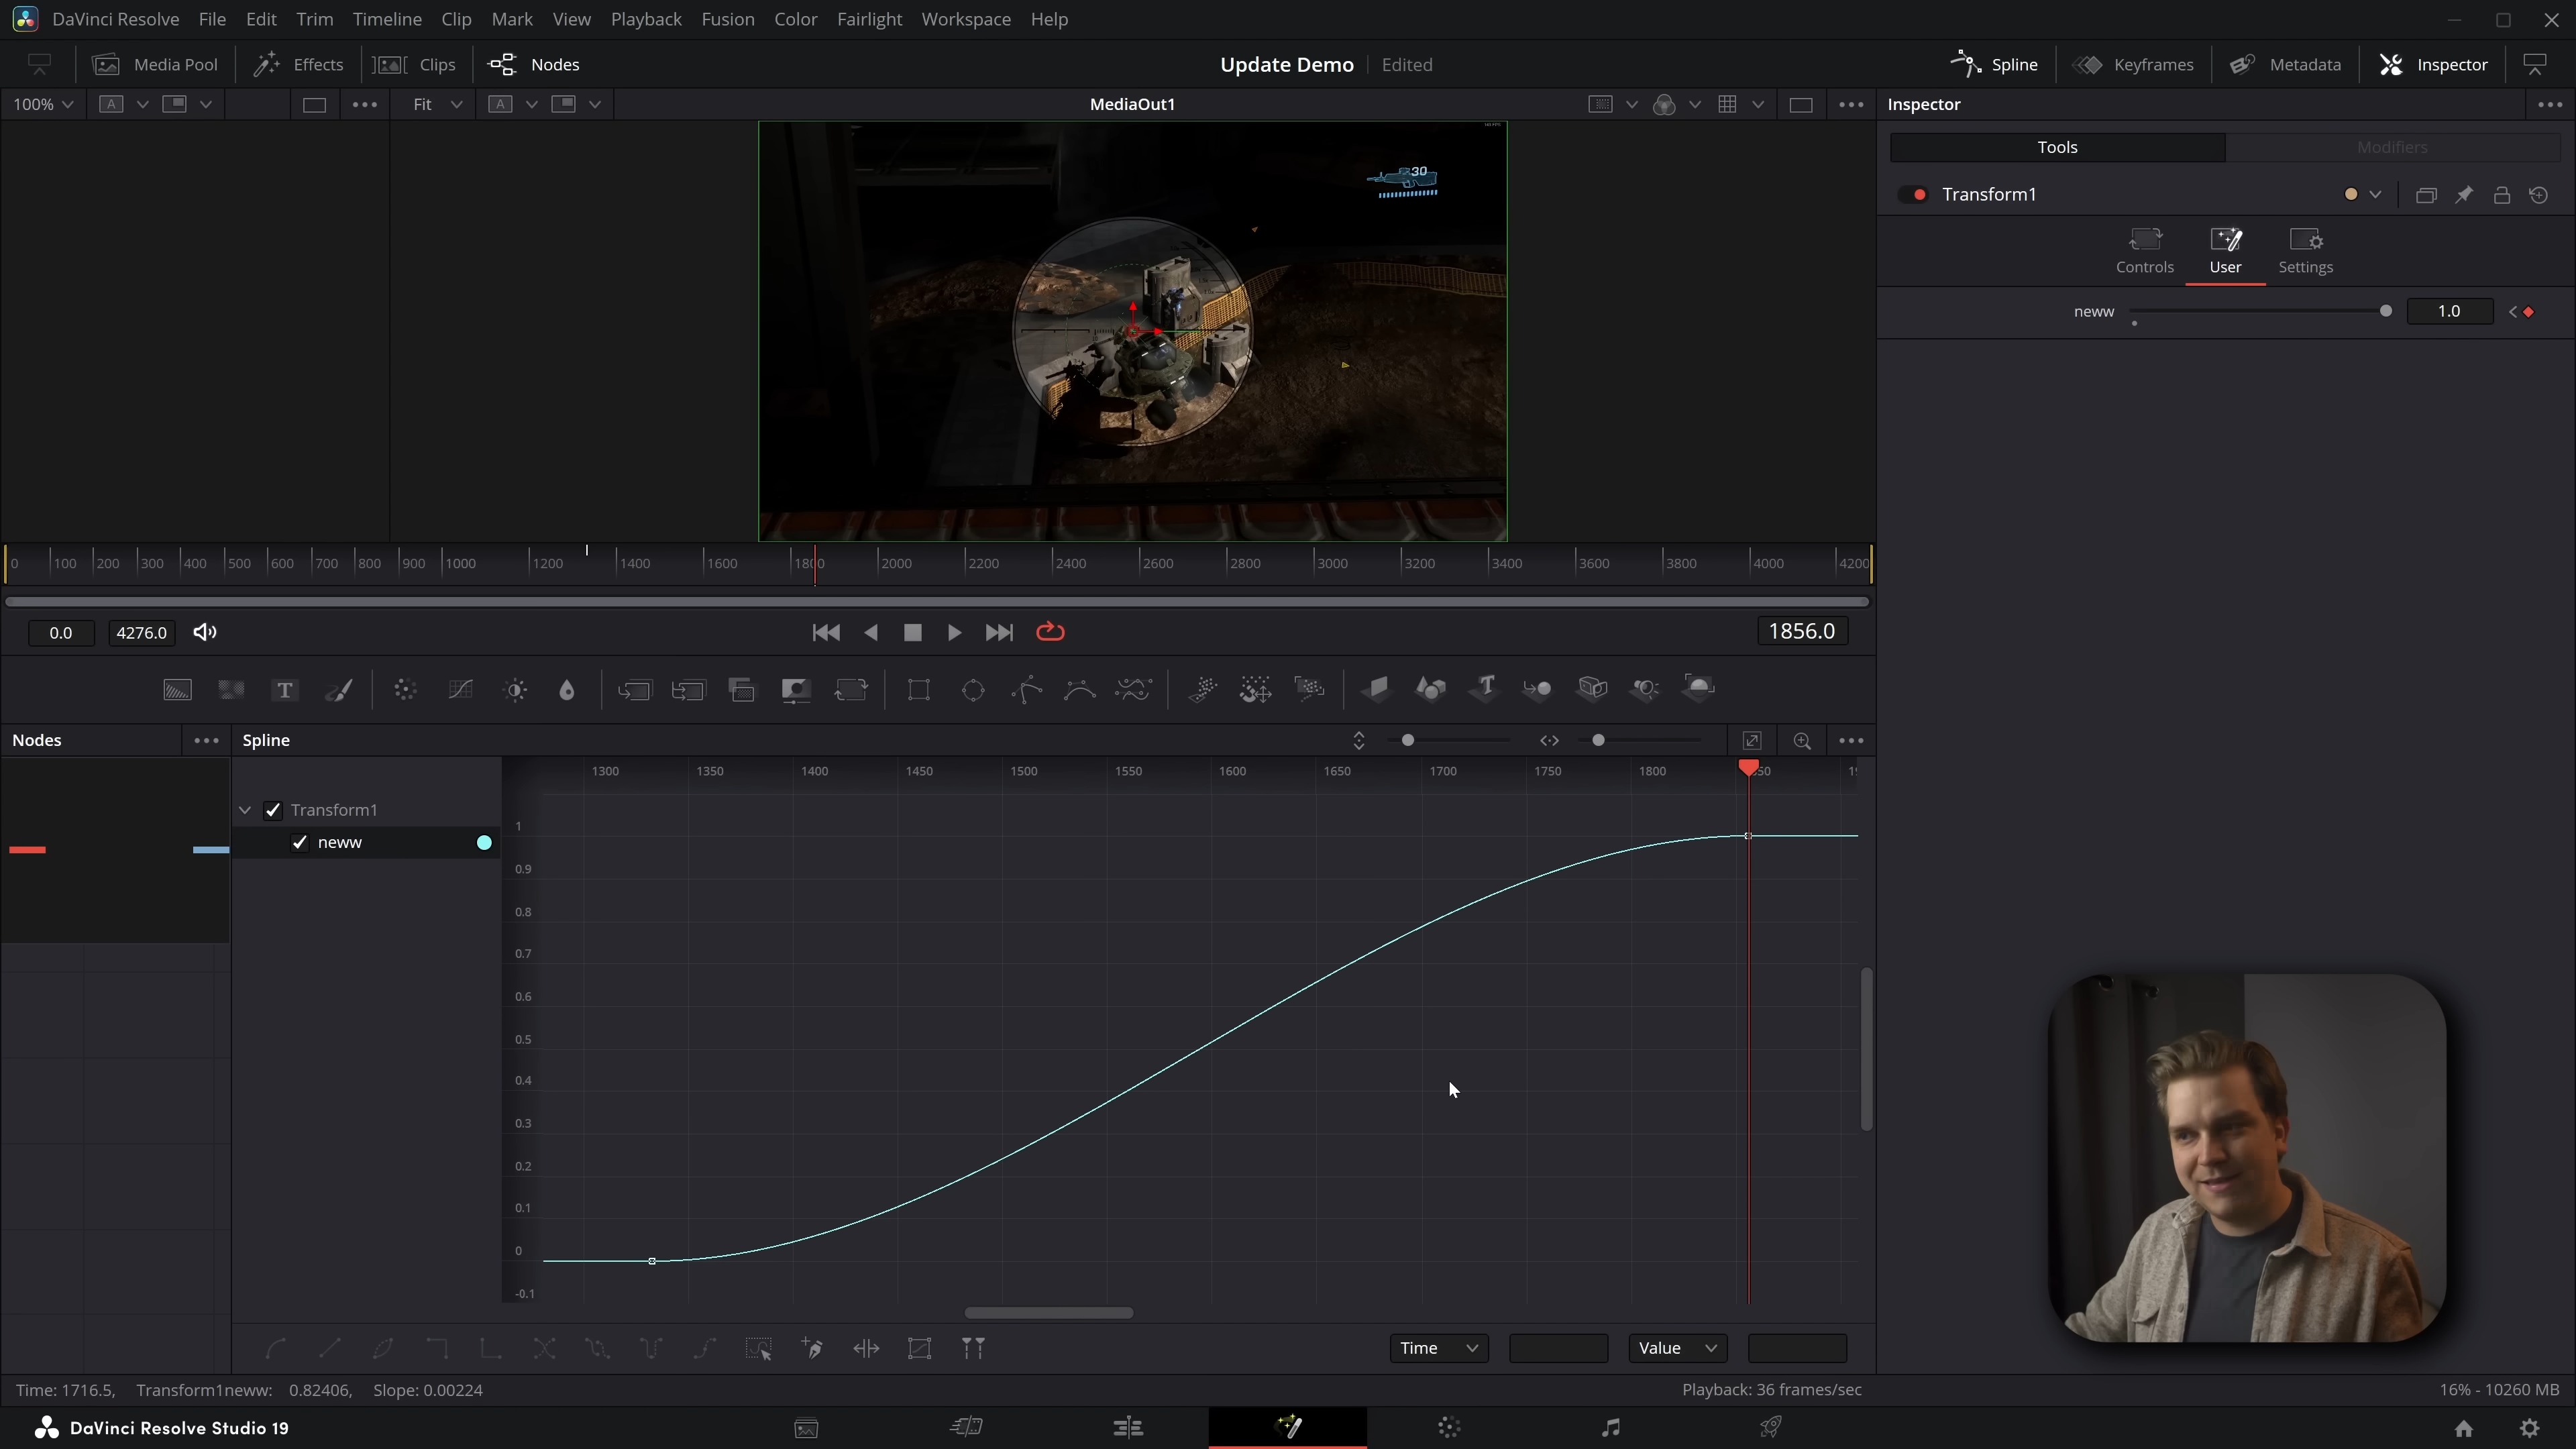 DaVinci Resolve File Edit Trim Timeline Clip Mark View Playback Fusion Color Fairlight Workspace Help
Media Pool Effects Clips Nodes Update Demo Edited Spline Keyframes Metadata Inspector
100% A Fit A MediaOut1 Inspector
Tools Modifiers
30
Transform1
Controls User Settings
neww 1.0
0 100 200 300 400 500 600 700 800 900 1000 1200 1400 1600 1800 2000 2200 2400 2600 2800 3000 3200 3400 3600 3800 4000 4200
0.0 4276.0 1856.0
T
Nodes Spline
1300 1350 1400 1450 1500 1550 1600 1650 1700 1750 1800
Transform1
neww
1
0.9
0.8
0.7
0.6
0.5
0.4
0.3
0.2
0.1
0
-0.1
Time Value
Time: 1716.5, Transform1neww: 0.82406, Slope: 0.00224 Playback: 36 frames/sec 16% - 10260 MB
DaVinci Resolve Studio 19